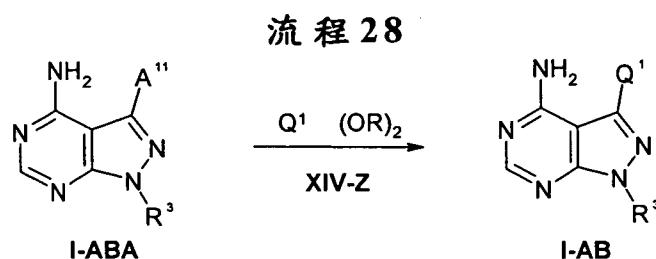 流程28
NH₂ A¹¹ NH₂ Q¹
N N Q¹ (OR)₂ N N
N N XIV-Z N N
R³ R³
I-ABA I-AB